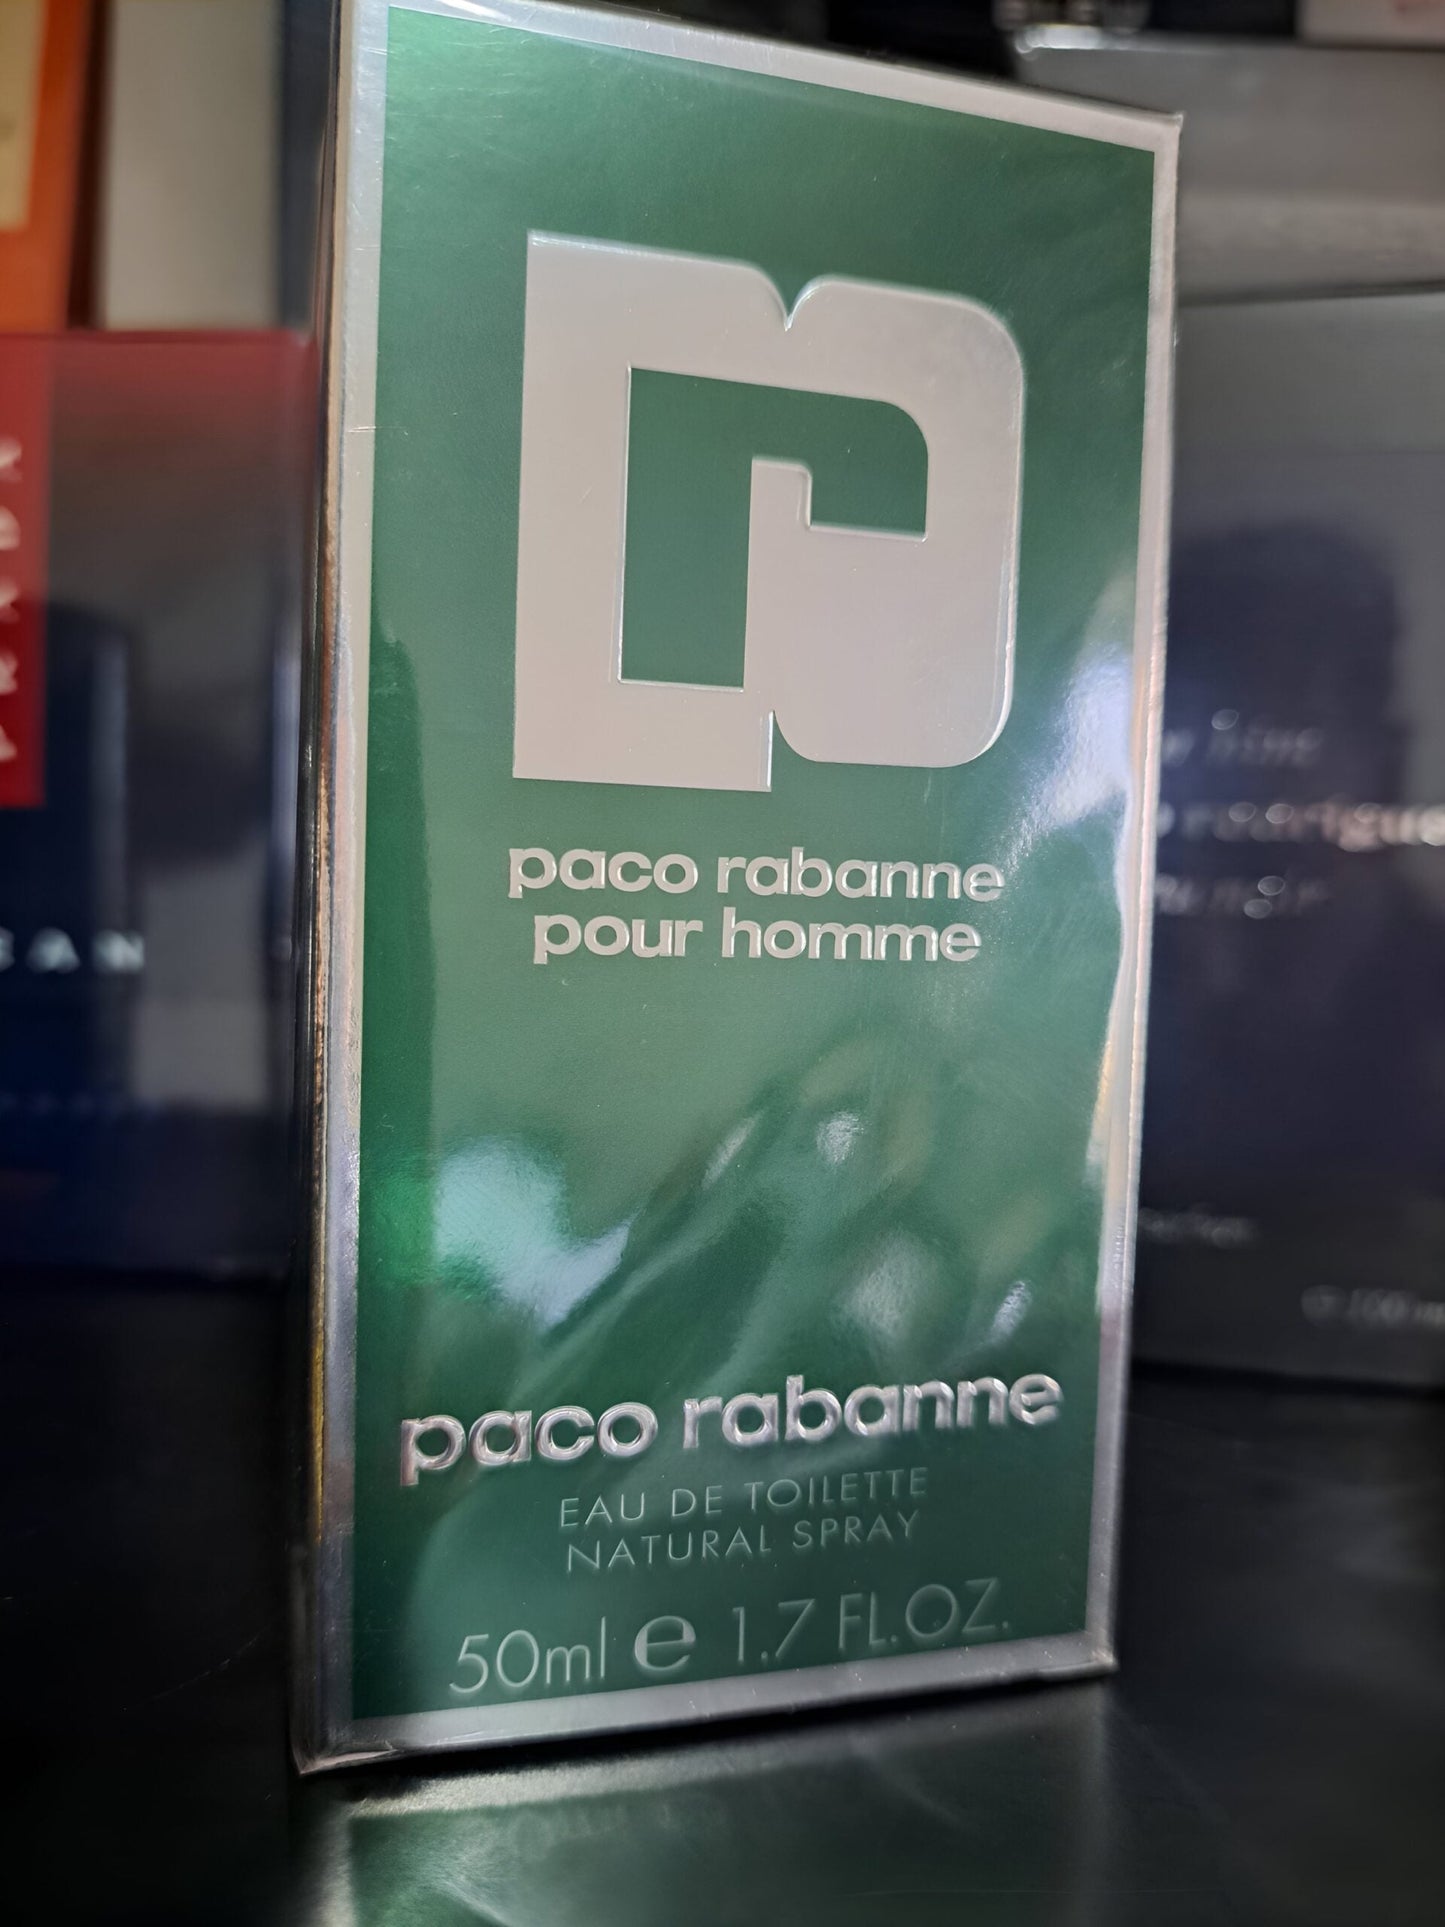 paco rabanne
pour homme
paco rabanne
EAU DE TOILETTE
NATURAL SPRAY
50ml e 1.7 FL.OZ.